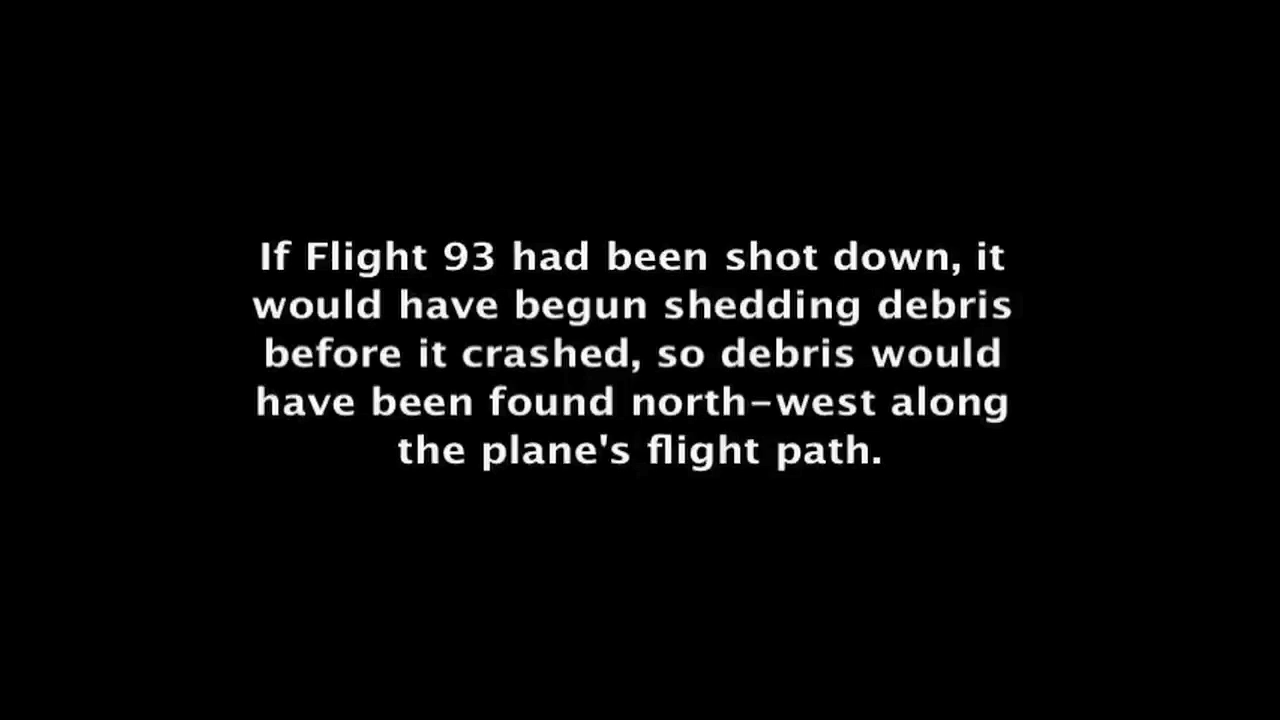 If Flight 93 had been shot down, it
would have begun shedding debris
before it crashed, so debris would
have been found north-west along
the plane's flight path.